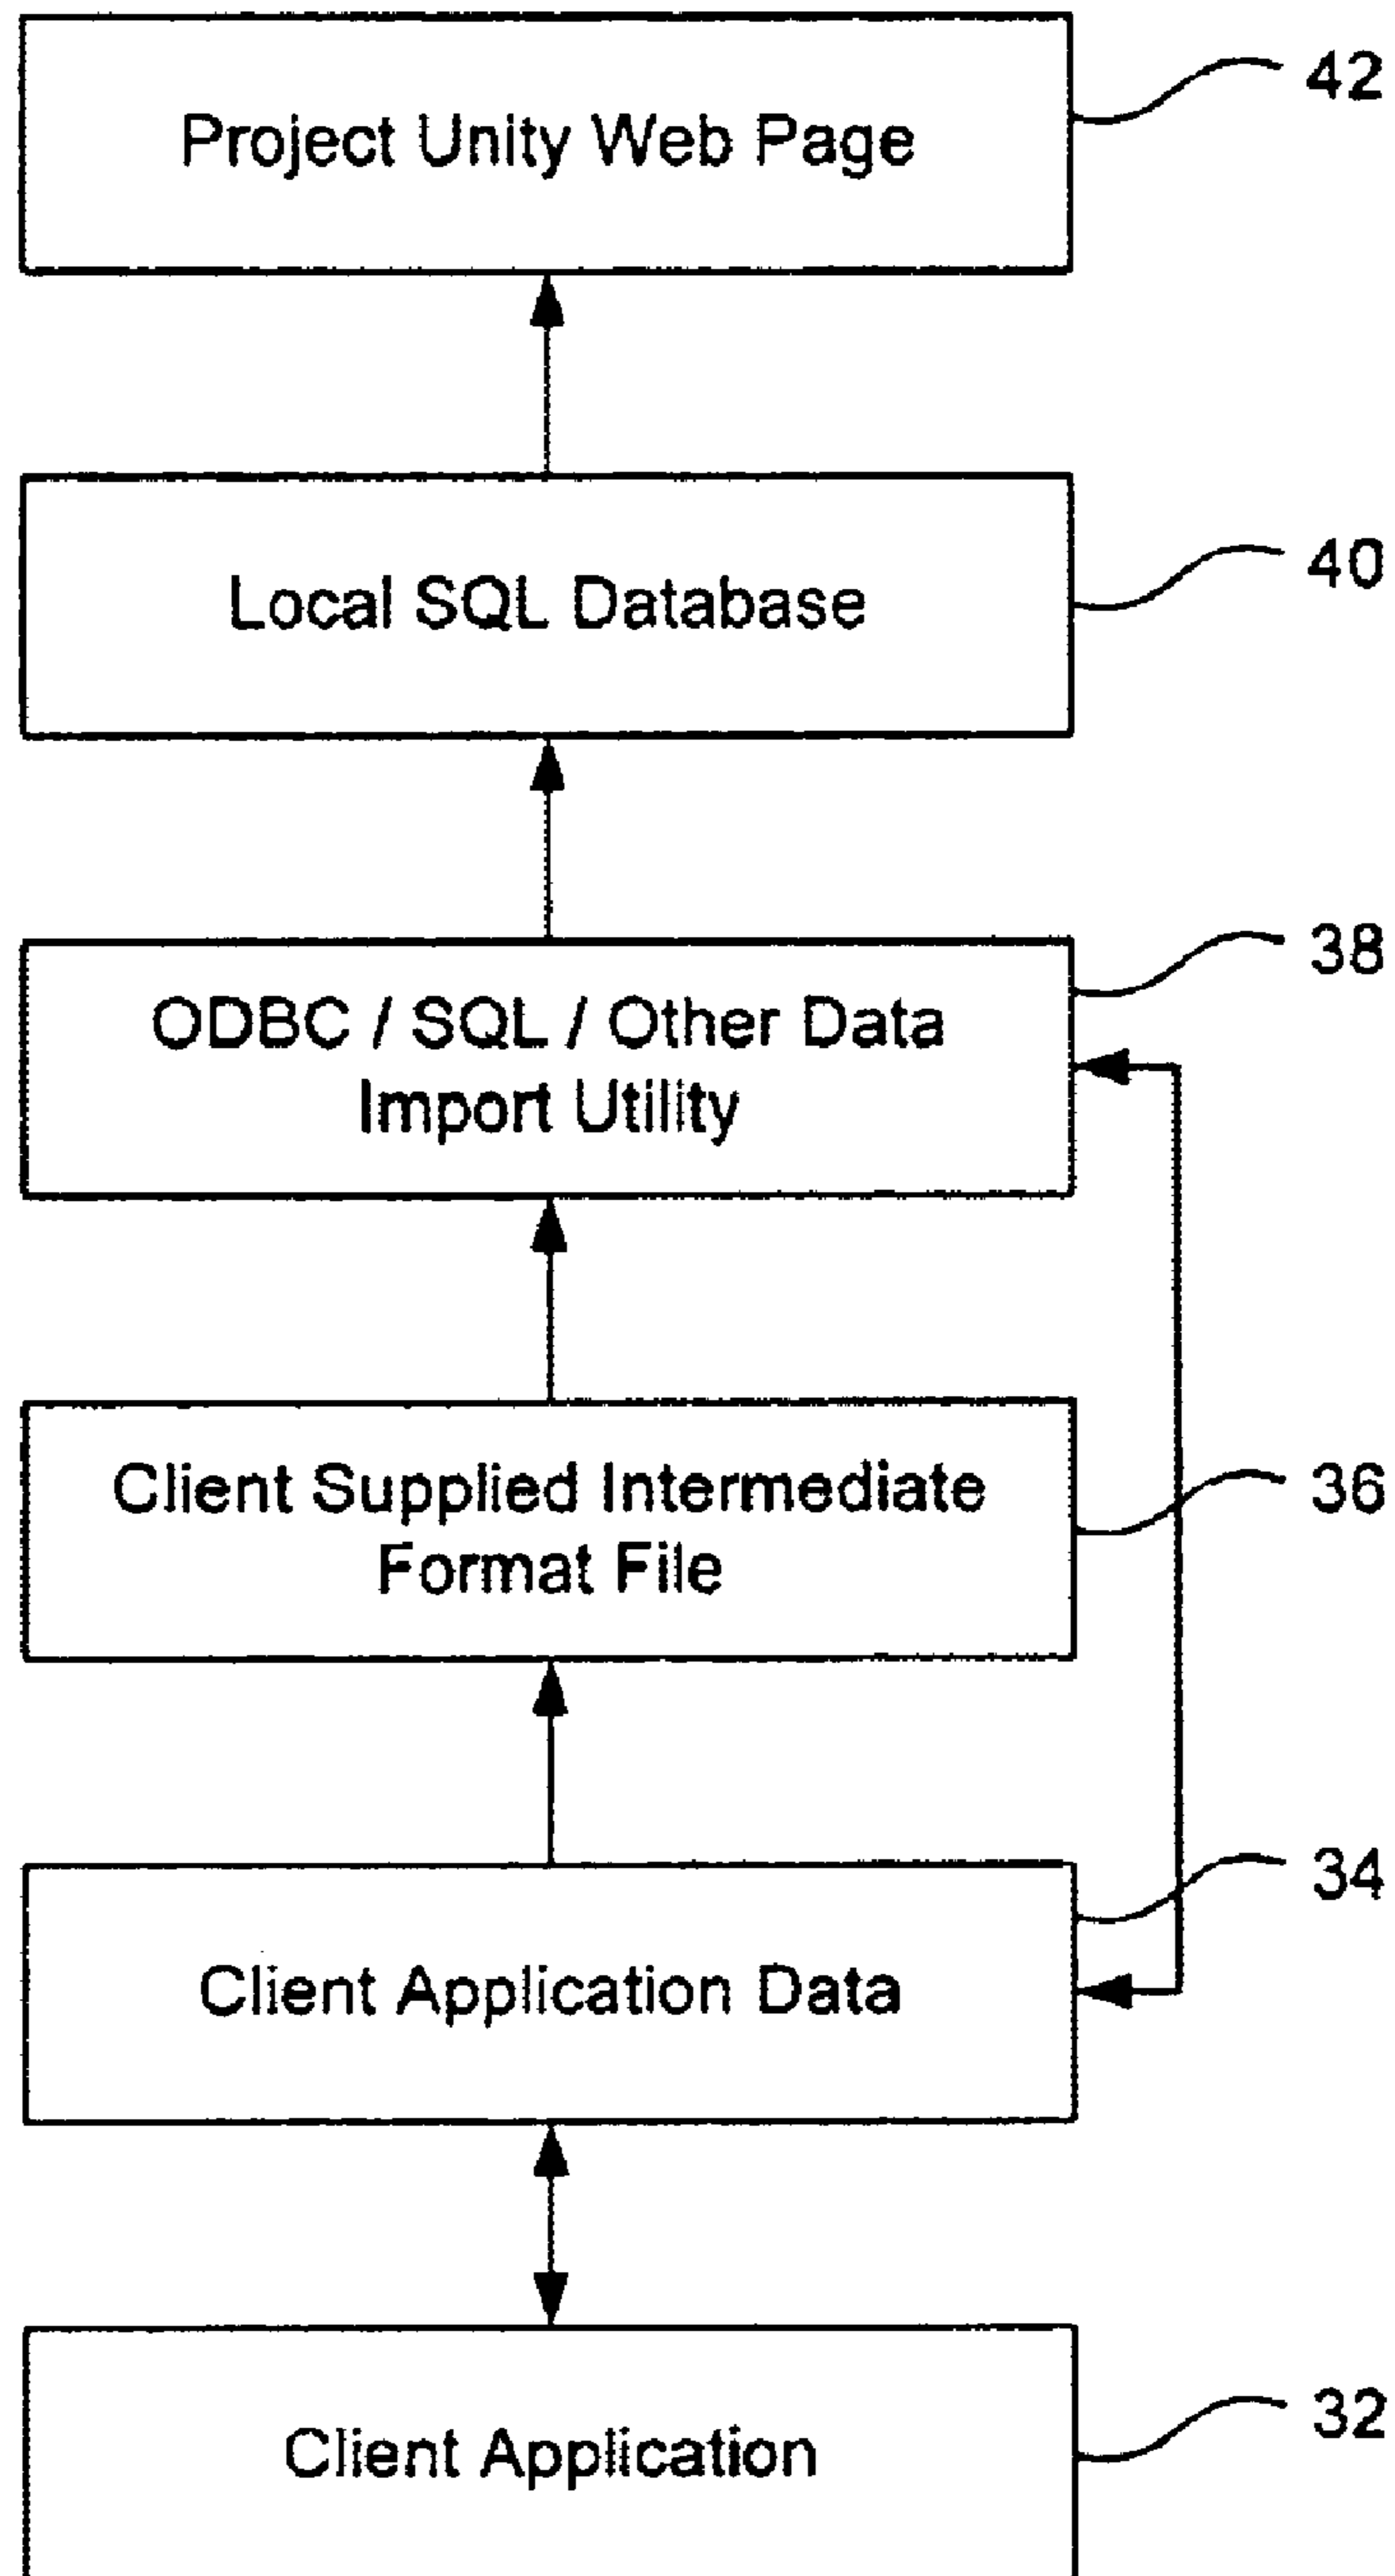 Project Unity Web Page
42
Local SQL Database
40
ODBC / SQL / Other Data
Import Utility
38
Client Supplied Intermediate
Format File
36
Client Application Data
34
Client Application
32